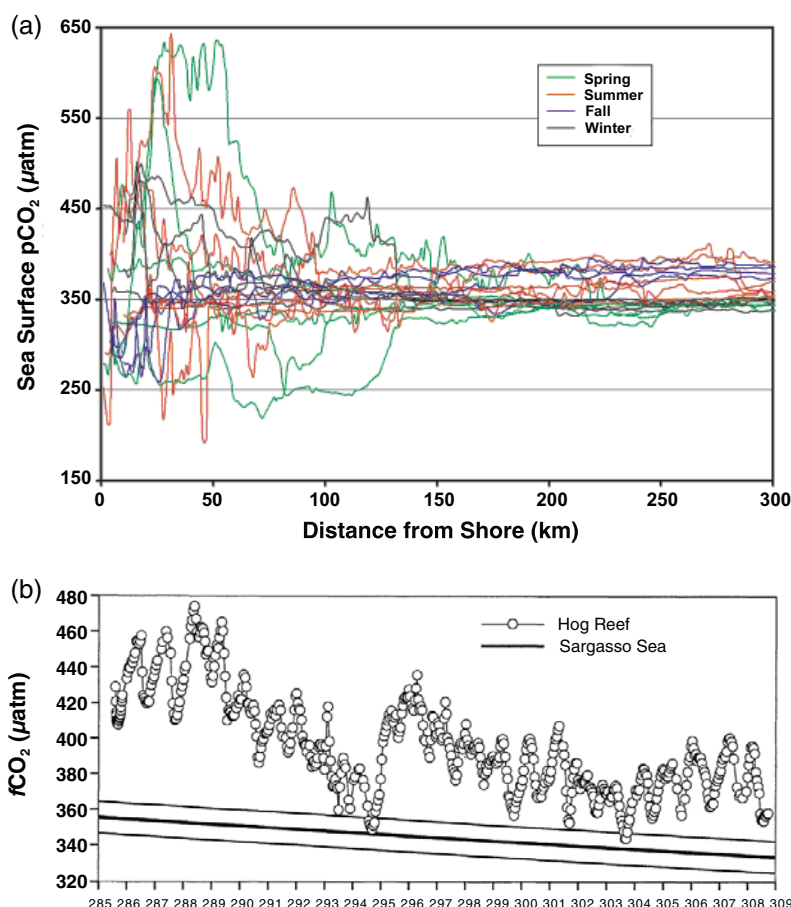 (a)
650
550
450
350
250
150
Sea Surface pCO2 (µatm)
Spring
Summer
Fall
Winter
0 50 100 150 200 250 300
Distance from Shore (km)
(b)
480
460
440
420
400
380
360
340
320
fCO2 (µatm)
Hog Reef
Sargasso Sea
285 286 287 288 289 290 291 292 293 294 295 296 297 298 299 300 301 302 303 304 305 306 307 308 309